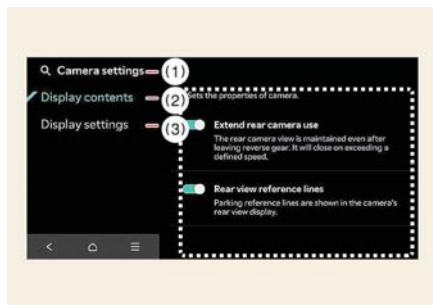 Camera settings
(1)
Display contents
(2)
Sets the properties of camera.
Display settings
(3)
Extend rear camera use
The rear camera view is maintained even after
leaving reverse gear. It will close on exceeding a
defined speed.
Rear view reference lines
Parking reference lines are shown in the camera's
rear view display.